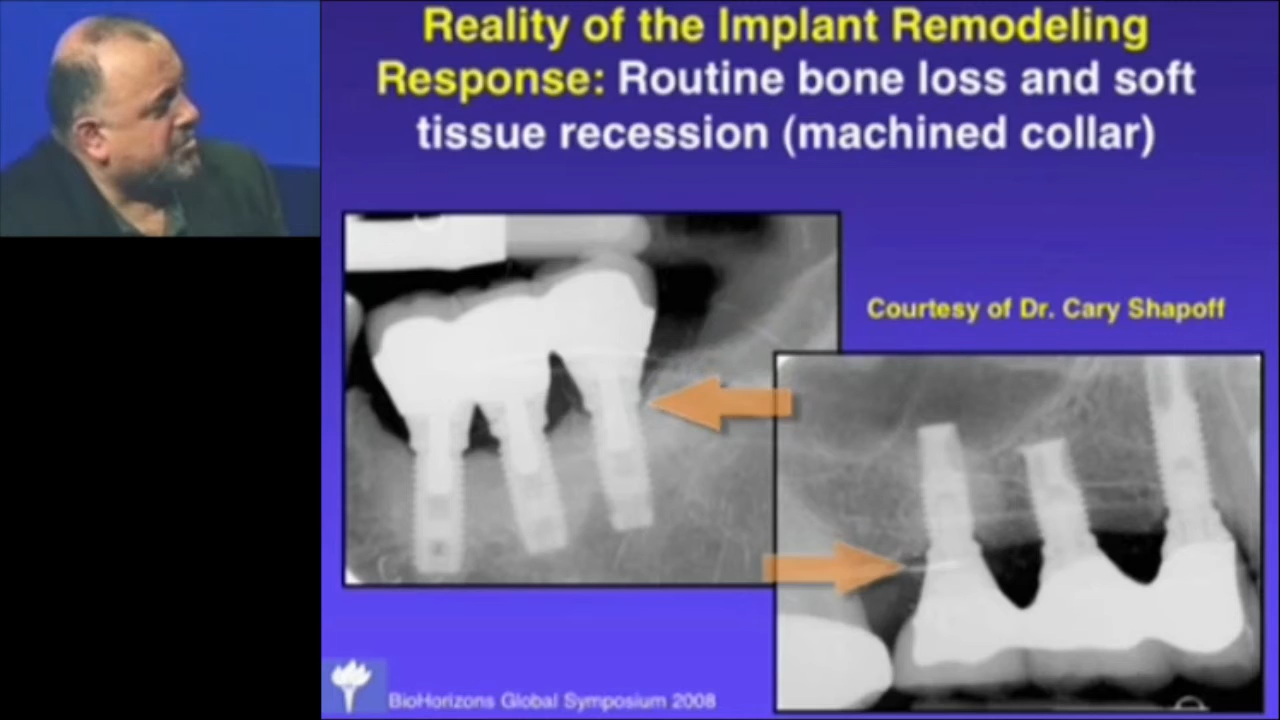 Reality of the Implant Remodeling
Response: Routine bone loss and soft
tissue recession (machined collar)
Courtesy of Dr. Cary Shapoff
BioHorizons Global Symposium 2008